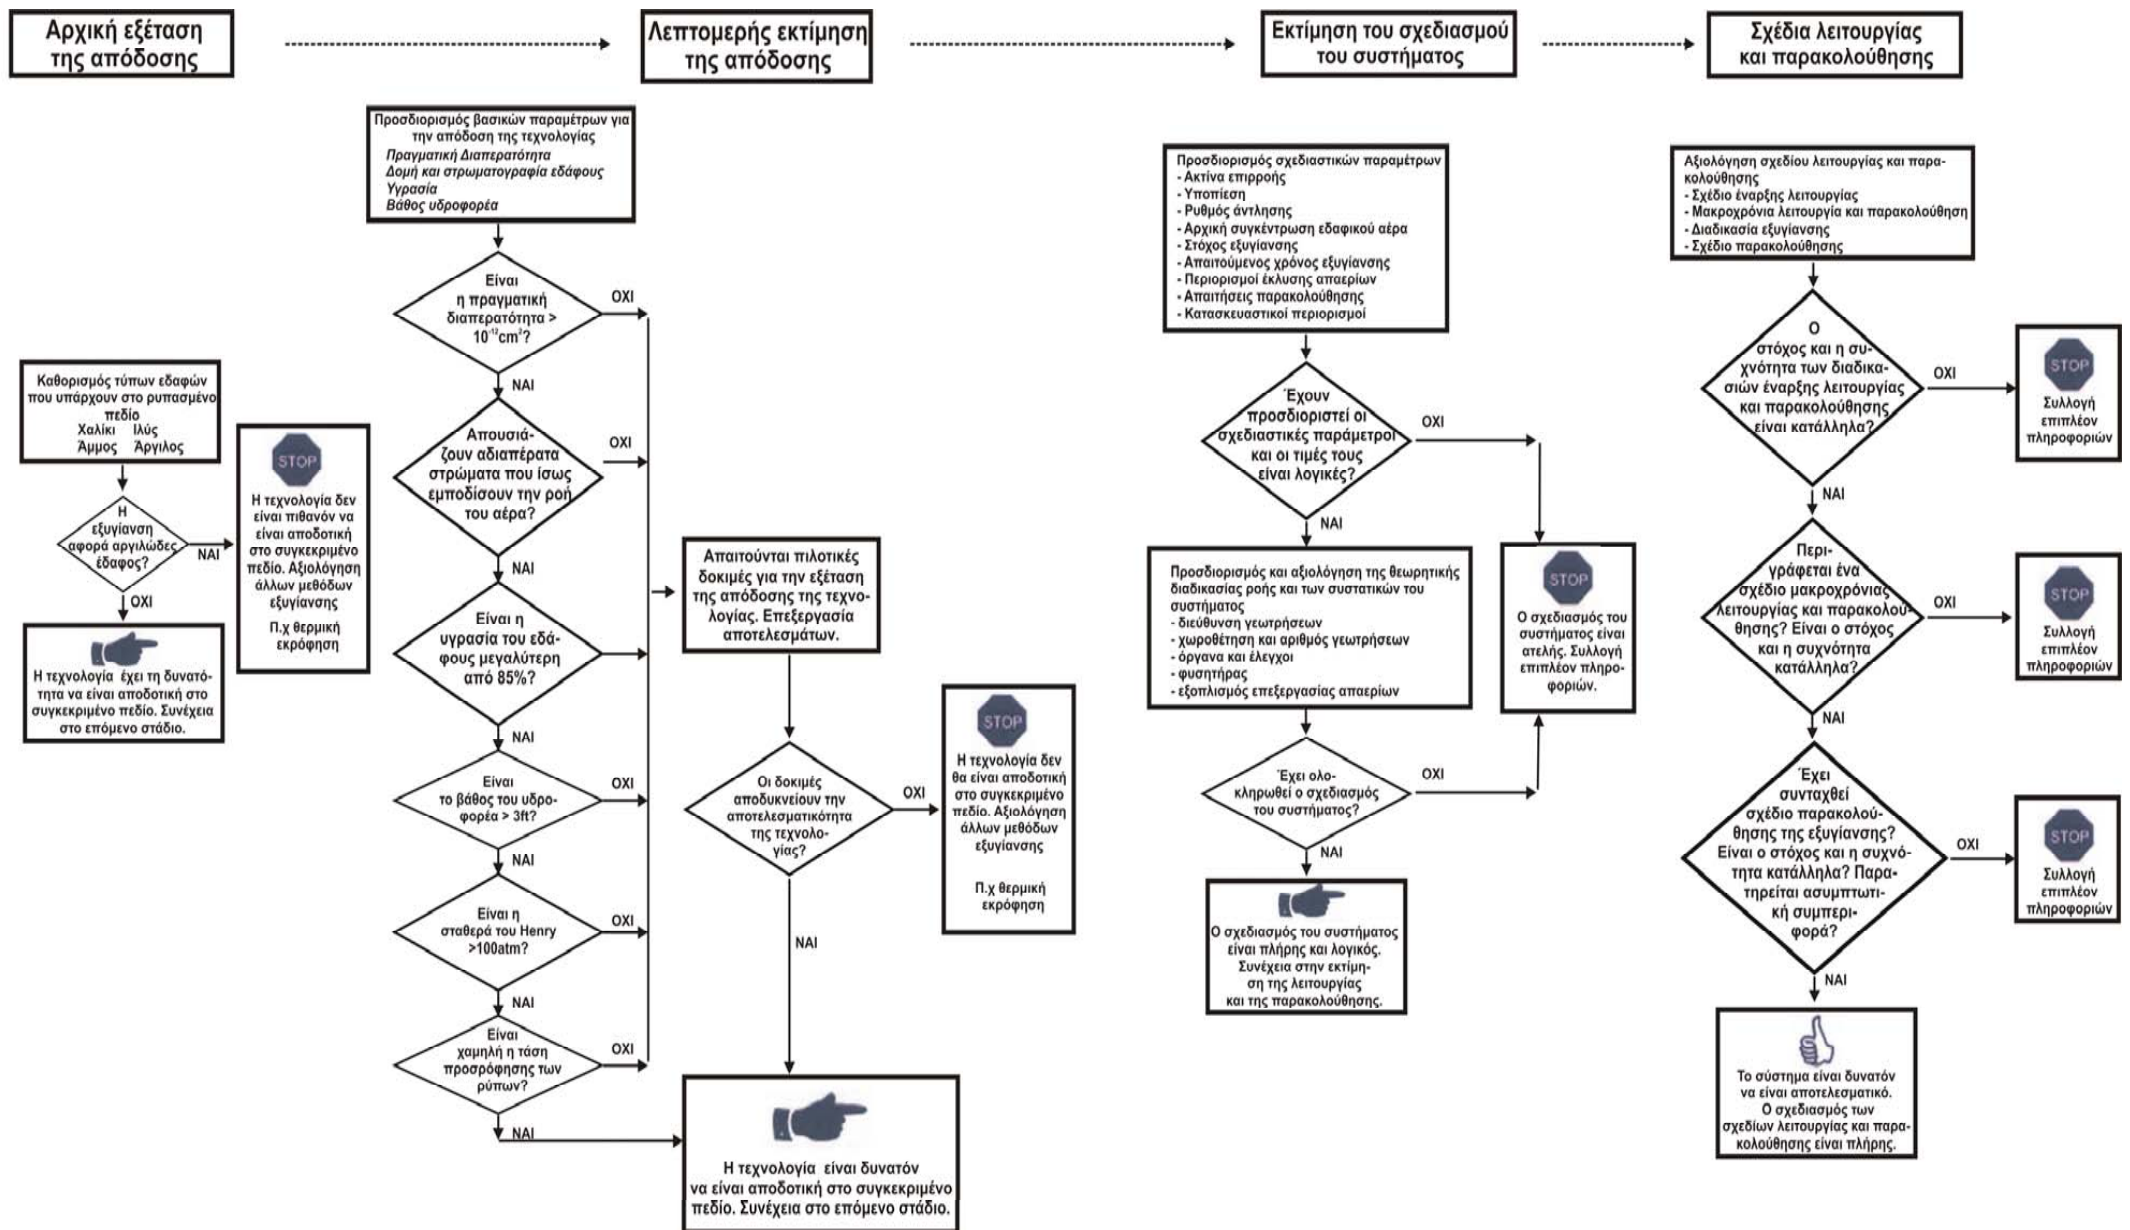 Αρχική εξέταση
της απόδοσης
Λεπτομερής εκτίμηση
της απόδοσης
Εκτίμηση του σχεδιασμού
του συστήματος
Σχέδια λειτουργίας
και παρακολούθησης
Καθορισμός τύπων εδαφών
που υπάρχουν στο ρυπασμένο
πεδίο
Χαλίκι Ιλύς
Άμμος Άργιλος
Η
εξυγίανση
αφορά αργιλώδες
έδαφος?
ΝΑΙ
ΟΧΙ
STOP
Η τεχνολογία δεν
είναι πιθανόν να
είναι αποδοτική
στο συγκεκριμένο
πεδίο. Αξιολόγηση
άλλων μεθόδων
εξυγίανσης
Π.χ θερμική
εκρόφηση
Η τεχνολογία έχει τη δυνατό-
τητα να είναι αποδοτική στο
συγκεκριμένο πεδίο. Συνέχεια
στο επόμενο στάδιο.
Προσδιορισμός βασικών παραμέτρων για
την απόδοση της τεχνολογίας
Πραγματική Διαπερατότητα
Δομή και στρωματογραφία εδάφους
Υγρασία
Βάθος υδροφορέα
Είναι
η πραγματική
διαπερατότητα >
10⁻¹²cm²?
ΟΧΙ
ΝΑΙ
Απουσιά-
ζουν αδιαπέρατα
στρώματα που ίσως
εμποδίσουν την ροή
του αέρα?
ΟΧΙ
ΝΑΙ
Είναι η
υγρασία του εδά-
φους μεγαλύτερη
από 85%?
ΝΑΙ
Είναι
το βάθος του υδρο-
φορέα > 3ft?
ΟΧΙ
ΝΑΙ
Είναι η
σταθερά του Henry
>100atm?
ΟΧΙ
ΝΑΙ
Είναι
χαμηλή η τάση
προσρόφησης των
ρύπων?
ΟΧΙ
ΝΑΙ
Απαιτούνται πιλοτικές
δοκιμές για την εξέταση
της απόδοσης της τεχνο-
λογίας. Επεξεργασία
αποτελεσμάτων.
Οι δοκιμές
αποδυκνείουν την
αποτελεσματικότητα
της τεχνολο-
γίας?
ΟΧΙ
ΝΑΙ
STOP
Η τεχνολογία δεν
θα είναι αποδοτική
στο συγκεκριμένο
πεδίο. Αξιολόγηση
άλλων μεθόδων
εξυγίανσης
Π.χ θερμική
εκρόφηση
Η τεχνολογία είναι δυνατόν
να είναι αποδοτική στο συγκεκριμένο
πεδίο. Συνέχεια στο επόμενο στάδιο.
Προσδιορισμός σχεδιαστικών παραμέτρων
- Ακτίνα επιρροής
- Υποπίεση
- Ρυθμός άντλησης
- Αρχική συγκέντρωση εδαφικού αέρα
- Στόχος εξυγίανσης
- Απαιτούμενος χρόνος εξυγίανσης
- Περιορισμοί έκλυσης απαερίων
- Απαιτήσεις παρακολούθησης
- Κατασκευαστικοί περιορισμοί
Έχουν
προσδιοριστεί οι
σχεδιαστικές παράμετροι
και οι τιμές τους
είναι λογικές?
ΟΧΙ
ΝΑΙ
Προσδιορισμός και αξιολόγηση της θεωρητικής
διαδικασίας ροής και των συστατικών του
συστήματος
- διεύθυνση γεωτρήσεων
- χωροθέτηση και αριθμός γεωτρήσεων
- όργανα και έλεγχοι
- φυσητήρας
- εξοπλισμός επεξεργασίας απαερίων
STOP
Ο σχεδιασμός του
συστήματος είναι
ατελής. Συλλογή
επιπλέον πληρο-
φοριών.
Έχει ολο-
κληρωθεί ο σχεδιασμός
του συστήματος?
ΟΧΙ
ΝΑΙ
Ο σχεδιασμός του συστήματος
είναι πλήρης και λογικός.
Συνέχεια στην εκτίμη-
ση της λειτουργίας
και της παρακολούθησης.
Αξιολόγηση σχεδίου λειτουργίας και παρα-
κολούθησης
- Σχέδιο έναρξης λειτουργίας
- Μακροχρόνια λειτουργία και παρακολούθηση
- Διαδικασία εξυγίανσης
- Σχέδιο παρακολούθησης
Ο
στόχος και η συ-
χνότητα των διαδικα-
σιών έναρξης λειτουργίας
και παρακολούθησης
είναι κατάλληλα?
ΟΧΙ
ΝΑΙ
STOP
Συλλογή
επιπλέον
πληροφοριών
Περι-
γράφεται ένα
σχέδιο μακροχρόνιας
λειτουργίας και παρακολού-
θησης? Είναι ο στόχος
και η συχνότητα
κατάλληλα?
ΟΧΙ
ΝΑΙ
STOP
Συλλογή
επιπλέον
πληροφοριών
Έχει
συνταχθεί
σχέδιο παρακολού-
θησης της εξυγίανσης?
Είναι ο στόχος και η συχνό-
τητα κατάλληλα? Παρα-
τηρείται ασυμπτωτι-
κή συμπερι-
φορά?
ΟΧΙ
ΝΑΙ
STOP
Συλλογή
επιπλέον
πληροφοριών
Το σύστημα είναι δυνατόν
να είναι αποτελεσματικό.
Ο σχεδιασμός των
σχεδίων λειτουργίας και παρα-
κολούθησης είναι πλήρης.